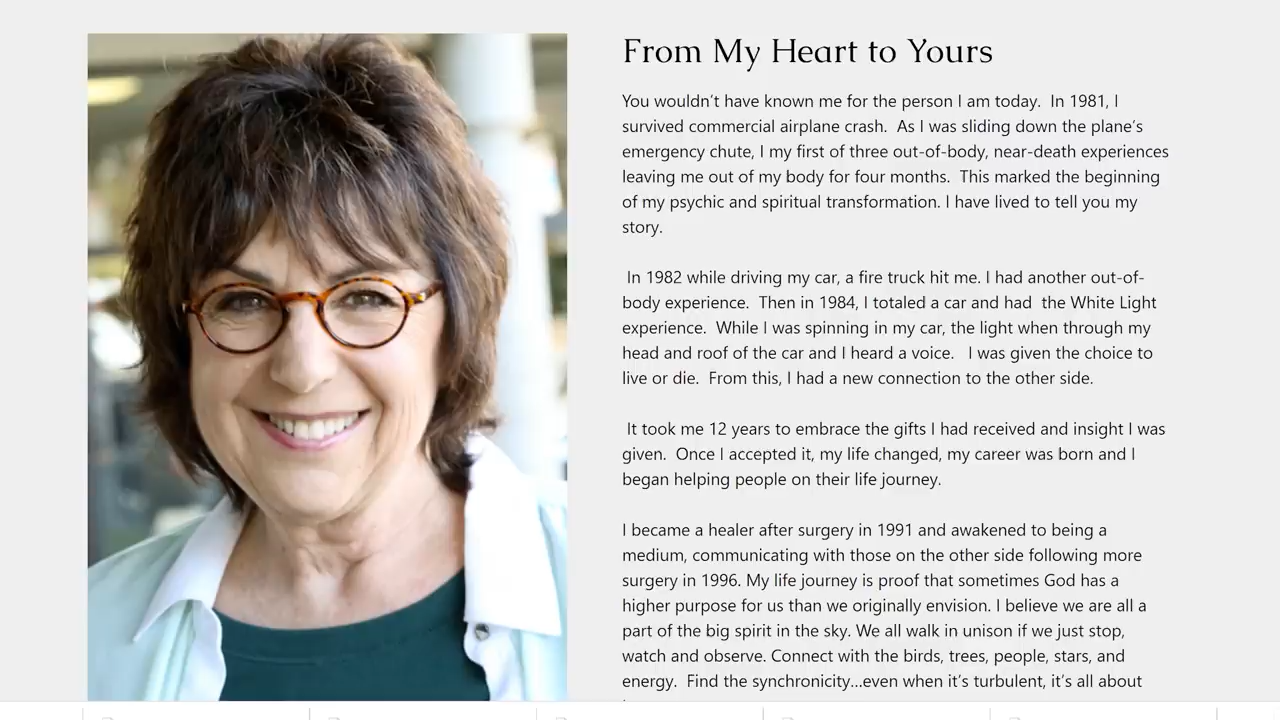 From My Heart to Yours
You wouldn't have known me for the person I am today.  In 1981, I
survived commercial airplane crash.  As I was sliding down the plane's
emergency chute, I my first of three out-of-body, near-death experiences
leaving me out of my body for four months.  This marked the beginning
of my psychic and spiritual transformation. I have lived to tell you my
story.
In 1982 while driving my car, a fire truck hit me. I had another out-of-
body experience.  Then in 1984, I totaled a car and had  the White Light
experience.  While I was spinning in my car, the light when through my
head and roof of the car and I heard a voice.   I was given the choice to
live or die.  From this, I had a new connection to the other side.
It took me 12 years to embrace the gifts I had received and insight I was
given.  Once I accepted it, my life changed, my career was born and I
began helping people on their life journey.
I became a healer after surgery in 1991 and awakened to being a
medium, communicating with those on the other side following more
surgery in 1996. My life journey is proof that sometimes God has a
higher purpose for us than we originally envision. I believe we are all a
part of the big spirit in the sky. We all walk in unison if we just stop,
watch and observe. Connect with the birds, trees, people, stars, and
energy.  Find the synchronicity...even when it's turbulent, it's all about